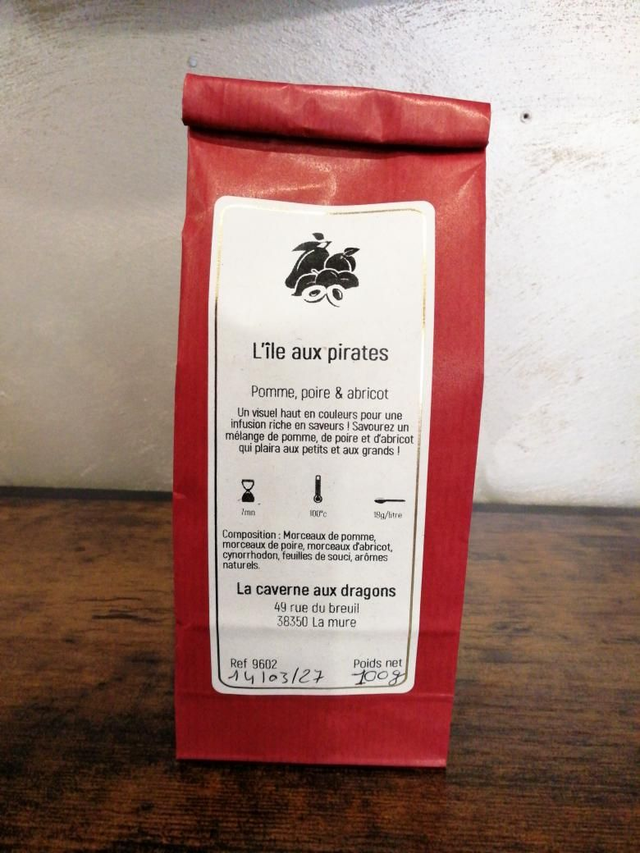 L'île aux pirates
Pomme, poire & abricot
Un visuel haut en couleurs pour une
infusion riche en saveurs ! Savourez un
mélange de pomme, de poire et d'abricot
qui plaira aux petits et aux grands !
7mn 100°c 18g/litre
Composition : Morceaux de pomme,
morceaux de poire, morceaux d'abricot,
cynorrhodon, feuilles de souci, arômes
naturels.
La caverne aux dragons
49 rue du breuil
38350 La mure
Ref 9602 Poids net
14/03/27 100g